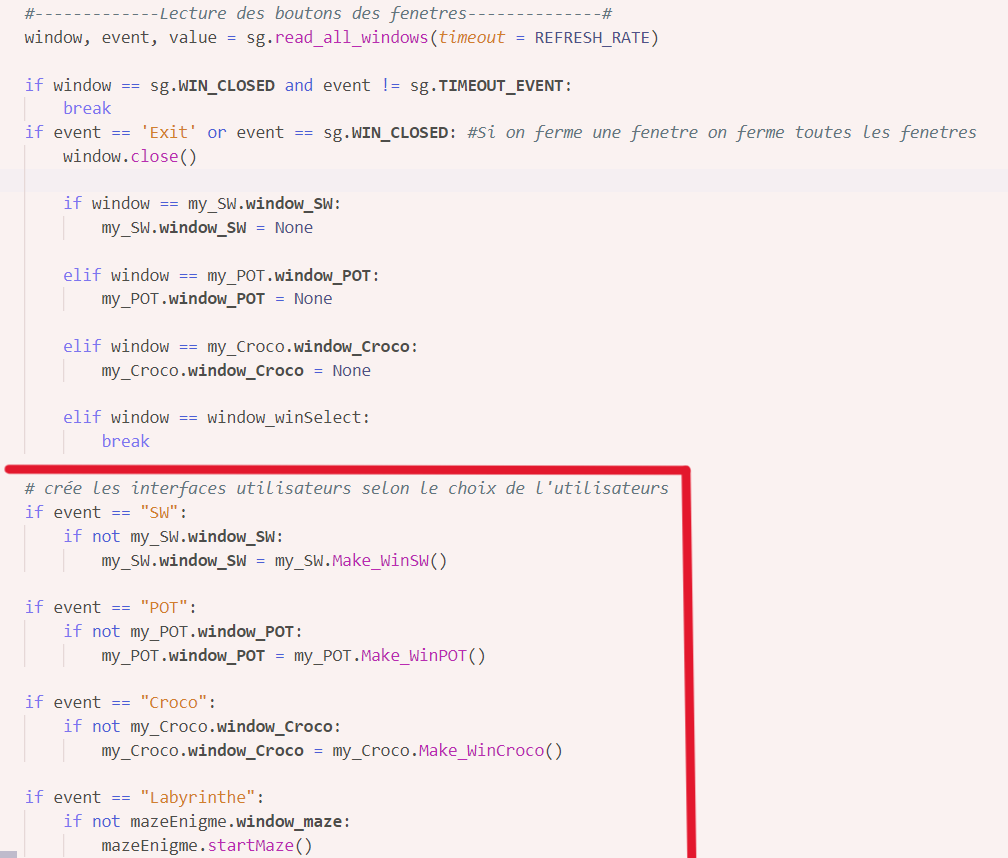 #-------------Lecture des boutons des fenetres--------------#
window, event, value = sg.read_all_windows(timeout = REFRESH_RATE)
if window == sg.WIN_CLOSED and event != sg.TIMEOUT_EVENT:
    break
if event == 'Exit' or event == sg.WIN_CLOSED: #Si on ferme une fenetre on ferme toutes les fenetres
    window.close()
    if window == my_SW.window_SW:
        my_SW.window_SW = None
    elif window == my_POT.window_POT:
        my_POT.window_POT = None
    elif window == my_Croco.window_Croco:
        my_Croco.window_Croco = None
    elif window == window_winSelect:
        break
# crée les interfaces utilisateurs selon le choix de l'utilisateurs
if event == "SW":
    if not my_SW.window_SW:
        my_SW.window_SW = my_SW.Make_WinSW()
if event == "POT":
    if not my_POT.window_POT:
        my_POT.window_POT = my_POT.Make_WinPOT()
if event == "Croco":
    if not my_Croco.window_Croco:
        my_Croco.window_Croco = my_Croco.Make_WinCroco()
if event == "Labyrinthe":
    if not mazeEnigme.window_maze:
        mazeEnigme.startMaze()